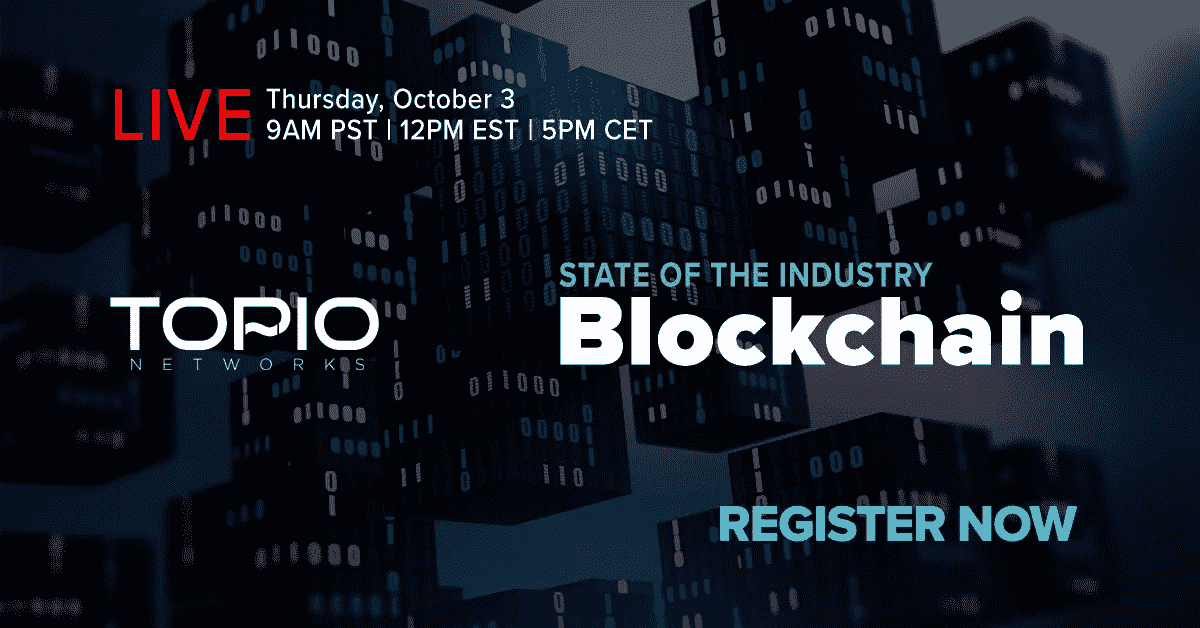 LIVE
Thursday, October 3
9AM PST | 12PM EST | 5PM CET
TOPIO
NETWORKS
STATE OF THE INDUSTRY
Blockchain
REGISTER NOW